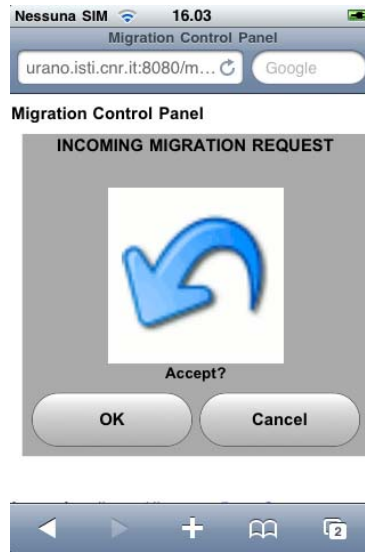 Nessuna SIM 16.03
Migration Control Panel
urano.isti.cnr.it:8080/m... Google
Migration Control Panel
INCOMING MIGRATION REQUEST
Accept?
OK Cancel
2